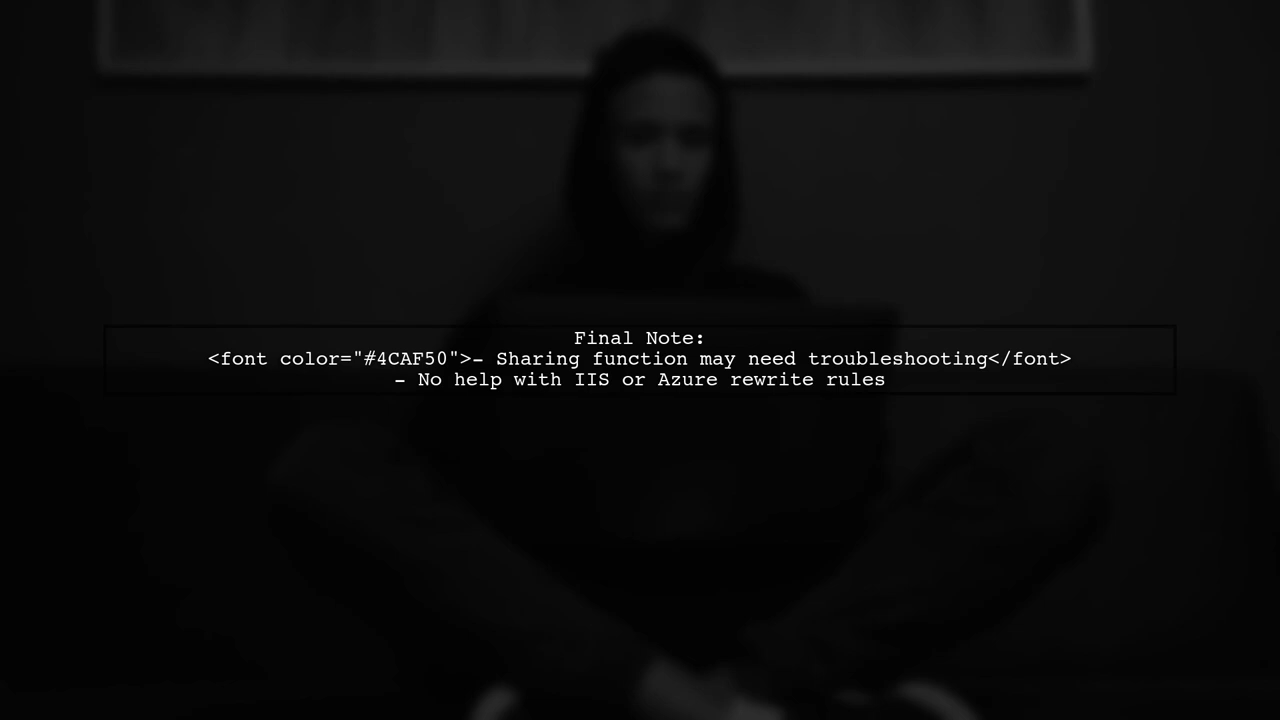 Final Note:
<font color="#4CAF50">- Sharing function may need troubleshooting</font>
- No help with IIS or Azure rewrite rules